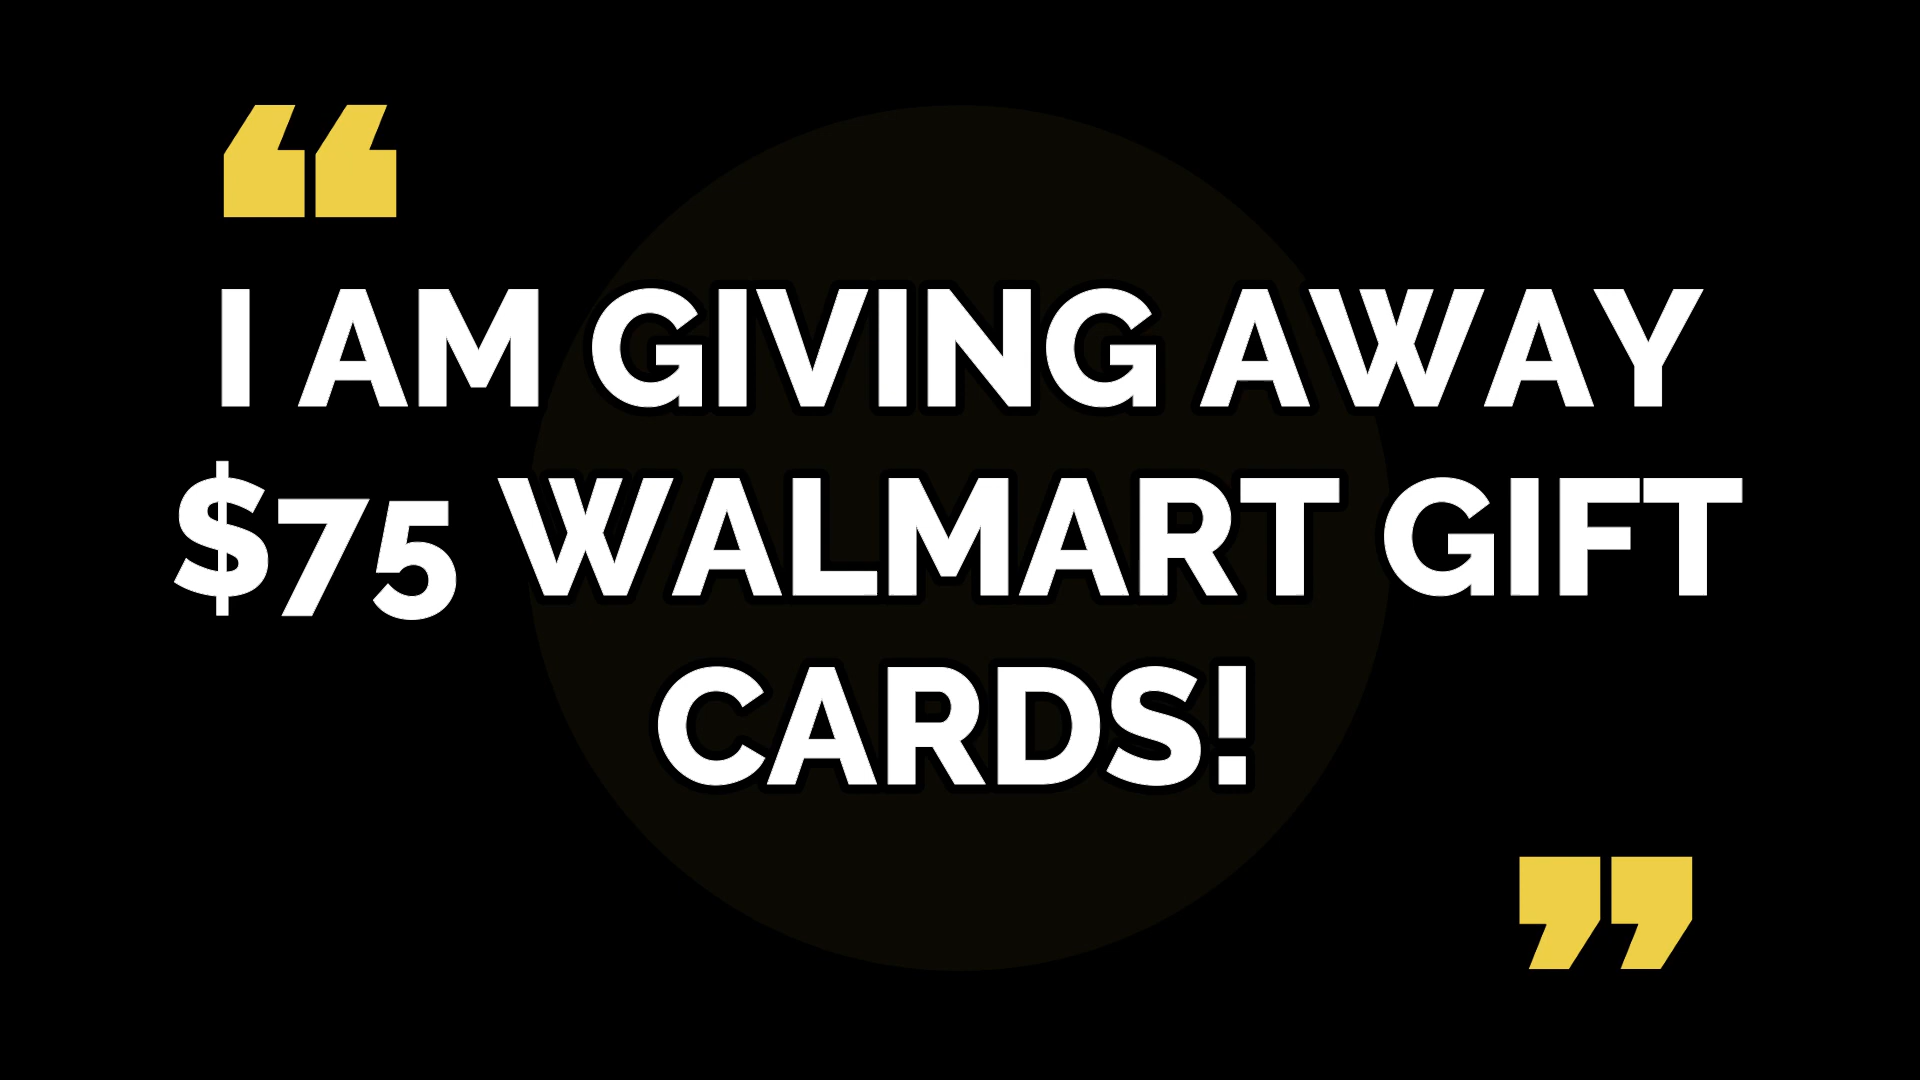 “
I AM GIVING AWAY
$75 WALMART GIFT
CARDS!
”